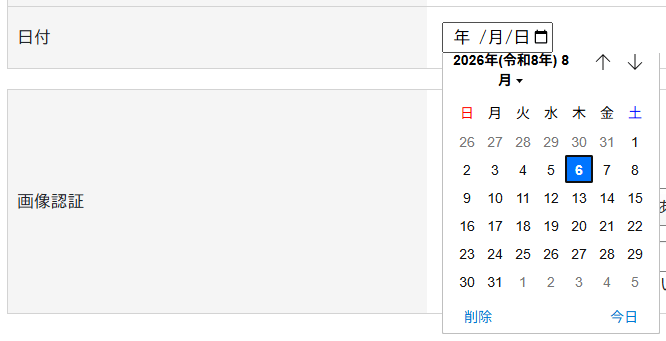 日付
年 /月/日
2026年(令和8年) 8
月
日 月 火 水 木 金 土
26 27 28 29 30 31 1
2 3 4 5 6 7 8
9 10 11 12 13 14 15
16 17 18 19 20 21 22
23 24 25 26 27 28 29
30 31 1 2 3 4 5
削除 今日
画像認証